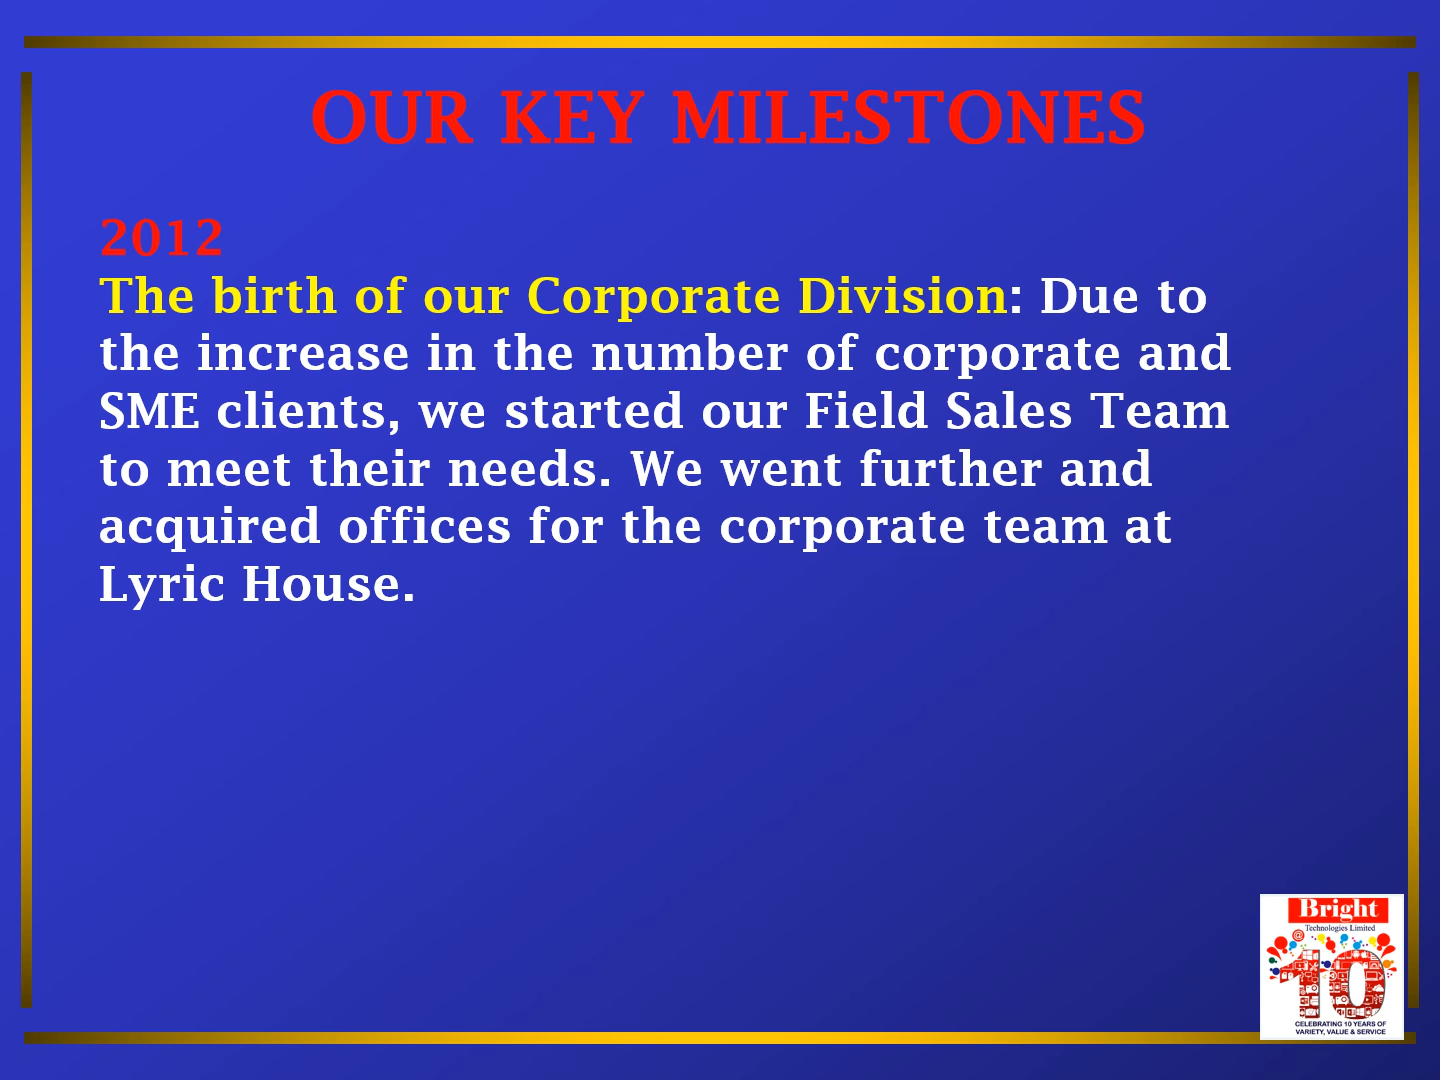 OUR KEY MILESTONES
2012
The birth of our Corporate Division: Due to
the increase in the number of corporate and
SME clients, we started our Field Sales Team
to meet their needs. We went further and
acquired offices for the corporate team at
Lyric House.
Bright
Technologies Limited
@
10
CELEBRATING 10 YEARS OF
VARIETY, VALUE & SERVICE